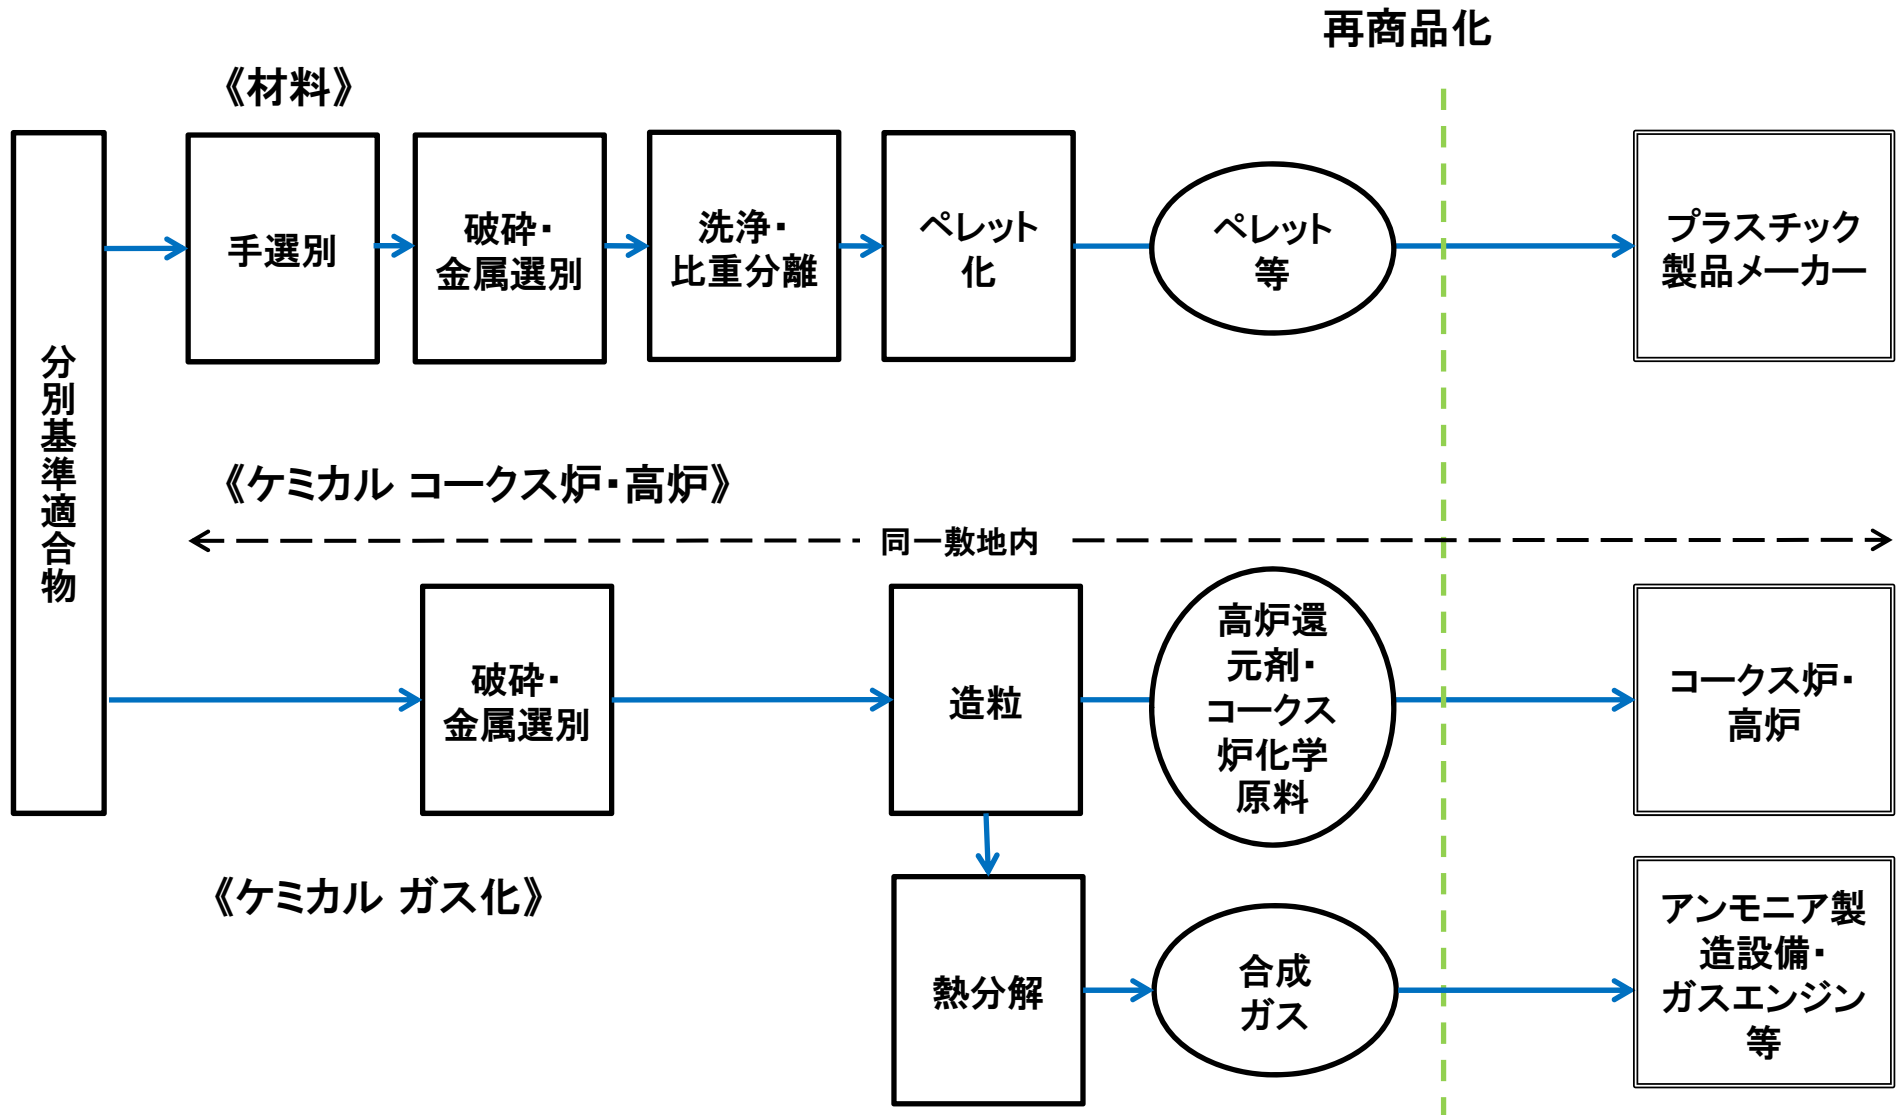 再商品化
《材料》
分別基準適合物
手選別
破砕・
金属選別
洗浄・
比重分離
ペレット
化
ペレット
等
プラスチック
製品メーカー
《ケミカル コークス炉・高炉》
同一敷地内
破砕・
金属選別
造粒
高炉還
元剤・
コークス
炉化学
原料
コークス炉・
高炉
《ケミカル ガス化》
熱分解
合成
ガス
アンモニア製
造設備・
ガスエンジン
等